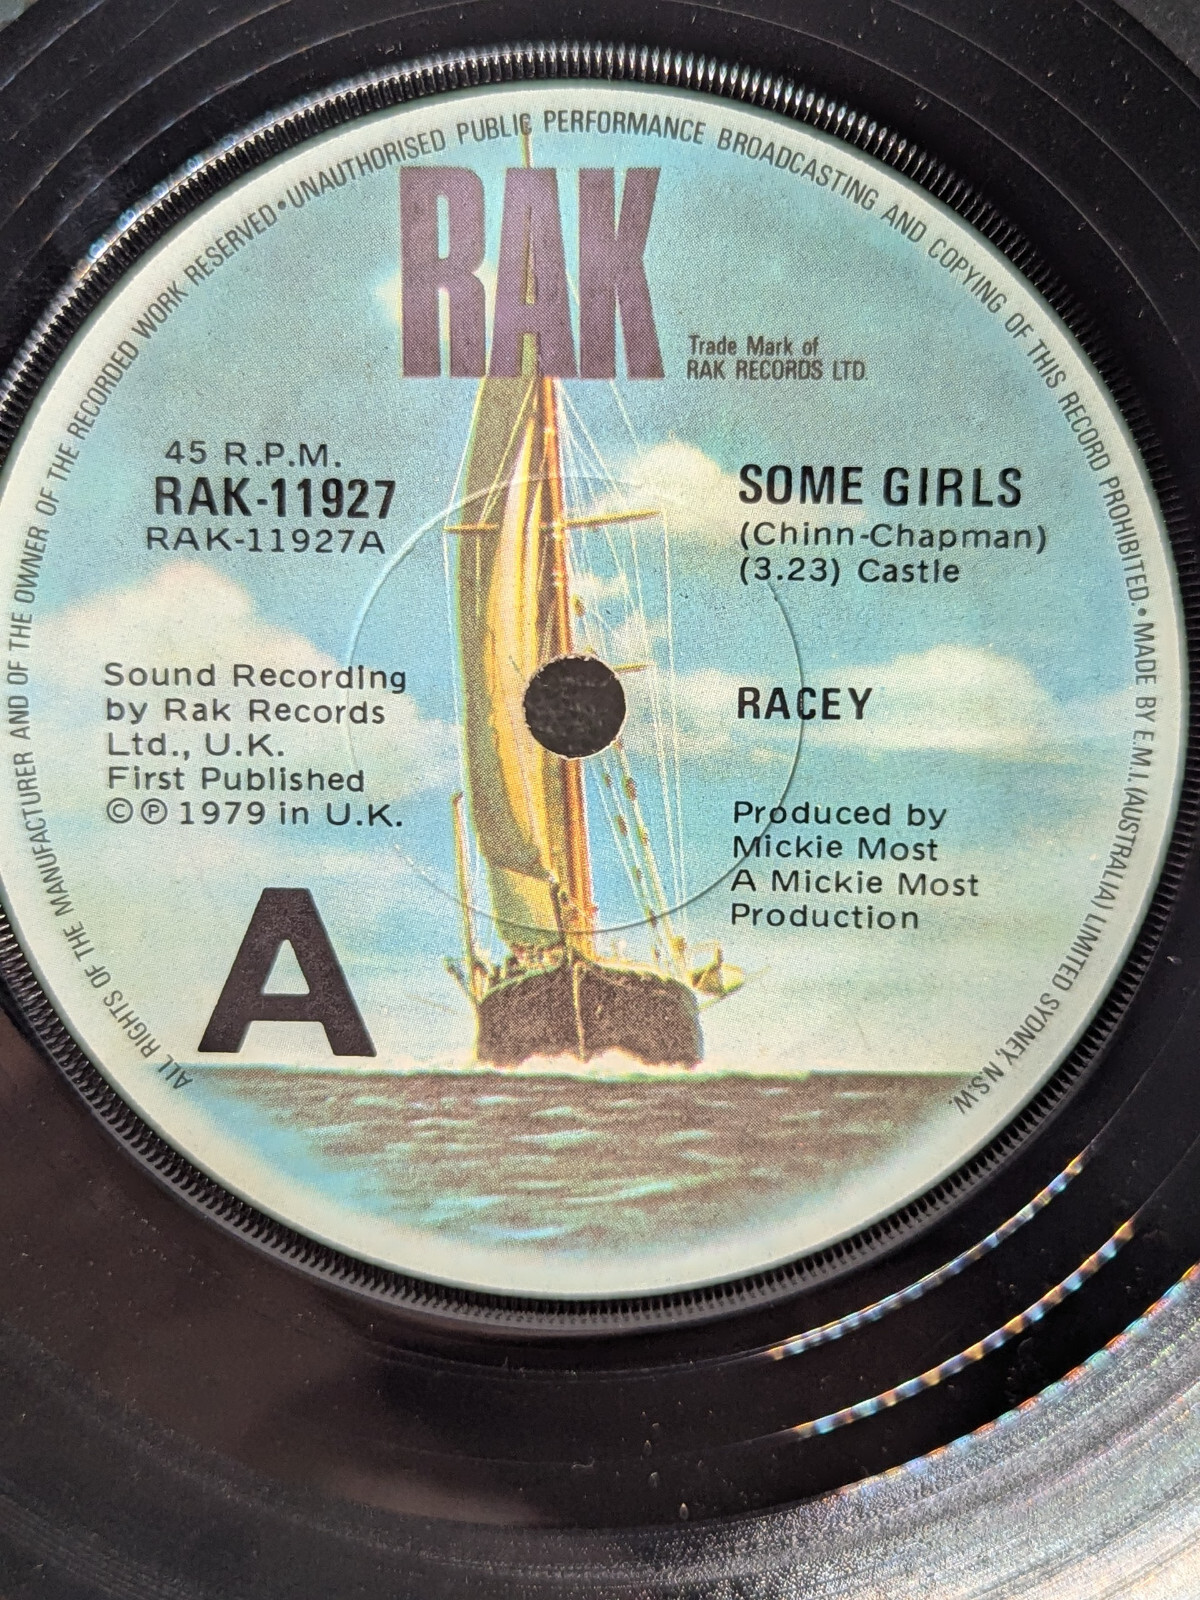 ALL RIGHTS OF THE MANUFACTURER AND OF THE OWNER OF THE RECORDED WORK RESERVED • UNAUTHORISED PUBLIC PERFORMANCE BROADCASTING AND COPYING OF THIS RECORD PROHIBITED. • MADE BY E.M.I. (AUSTRALIA) LIMITED SYDNEY, N.S.W.
RAK
Trade Mark of
RAK RECORDS LTD.
45 R.P.M.
RAK-11927
RAK-11927A
SOME GIRLS
(Chinn-Chapman)
(3.23) Castle
Sound Recording
by Rak Records
Ltd., U.K.
First Published
©℗ 1979 in U.K.
RACEY
Produced by
Mickie Most
A Mickie Most
Production
A